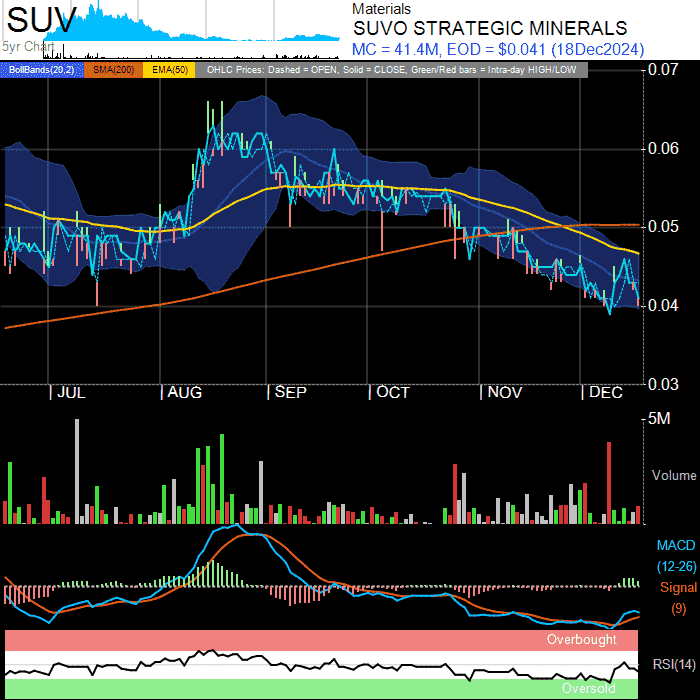 SUV
5yr Chart
Materials
SUVO STRATEGIC MINERALS
MC = 41.4M, EOD = $0.041 (18Dec2024)
BollBands(20,2) SMA(200) EMA(50) OHLC Prices: Dashed = OPEN, Solid = CLOSE, Green/Red bars = Intra-day HIGH/LOW
0.07
0.06
0.05
0.04
0.03
JUL AUG SEP OCT NOV DEC
5M
Volume
MACD
(12-26)
Signal
(9)
Overbought
RSI(14)
Oversold